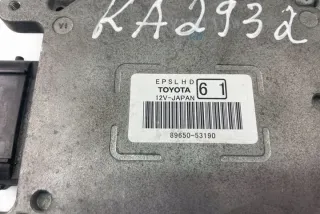 KA2932
EPSLHD
TOYOTA 61
12V-JAPAN
89650-53190